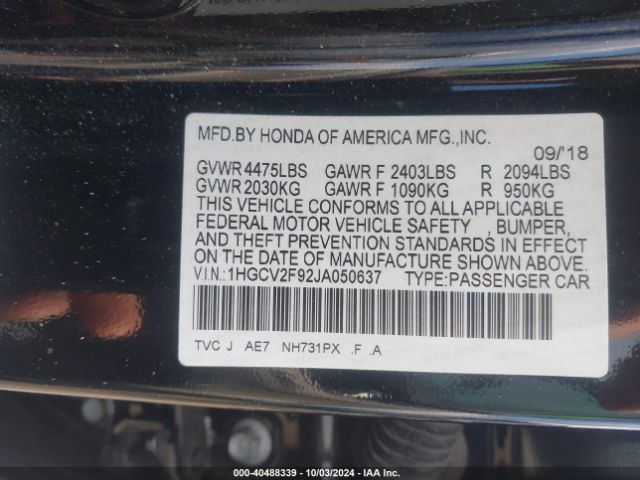 MFD.BY HONDA OF AMERICA MFG.,INC.
09/'18
GVWR 4475LBS GAWR F 2403LBS R 2094LBS
GVWR 2030KG GAWR F 1090KG R 950KG
THIS VEHICLE CONFORMS TO ALL APPLICABLE
FEDERAL MOTOR VEHICLE SAFETY , BUMPER,
AND THEFT PREVENTION STANDARDS IN EFFECT
ON THE DATE OF MANUFACTURE SHOWN ABOVE.
V.I.N.:1HGCV2F92JA050637 TYPE:PASSENGER CAR
TVC J AE7 NH731PX .F .A
000-40488339 | 10/03/2024 | IAA Inc.